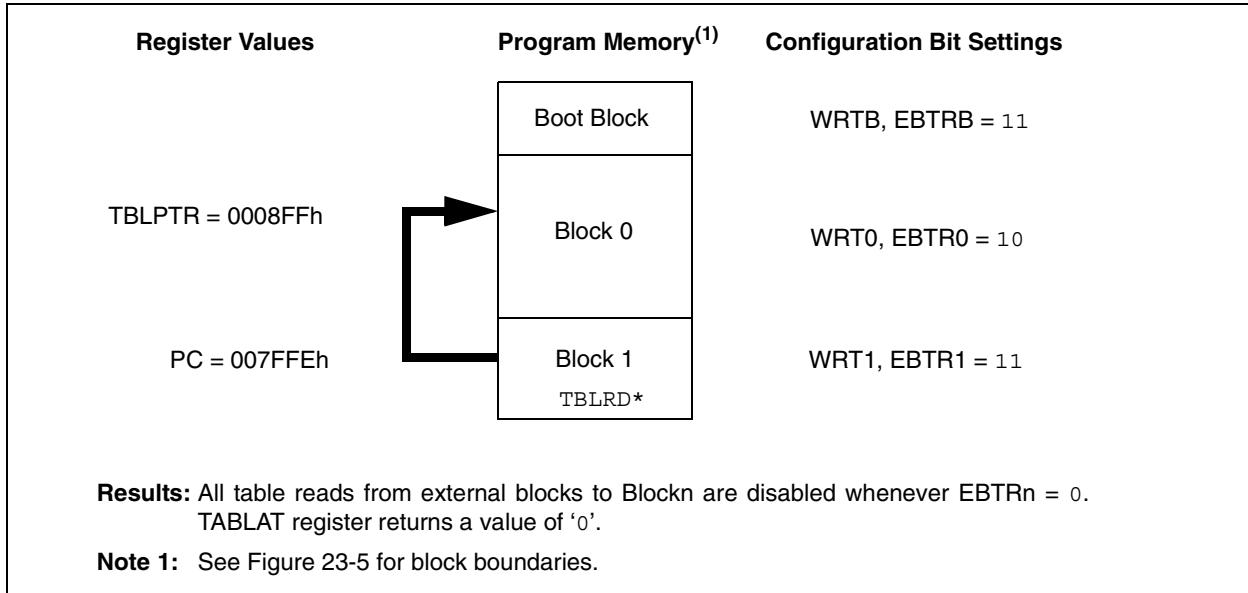 Register Values
Program Memory(1)
Configuration Bit Settings
Boot Block
WRTB, EBTRB = 11
TBLPTR = 0008FFh
Block 0
WRT0, EBTR0 = 10
PC = 007FFEh
Block 1
WRT1, EBTR1 = 11
TBLRD*
Results: All table reads from external blocks to Blockn are disabled whenever EBTRn = 0.
TABLAT register returns a value of ‘0’.
Note 1: See Figure 23-5 for block boundaries.